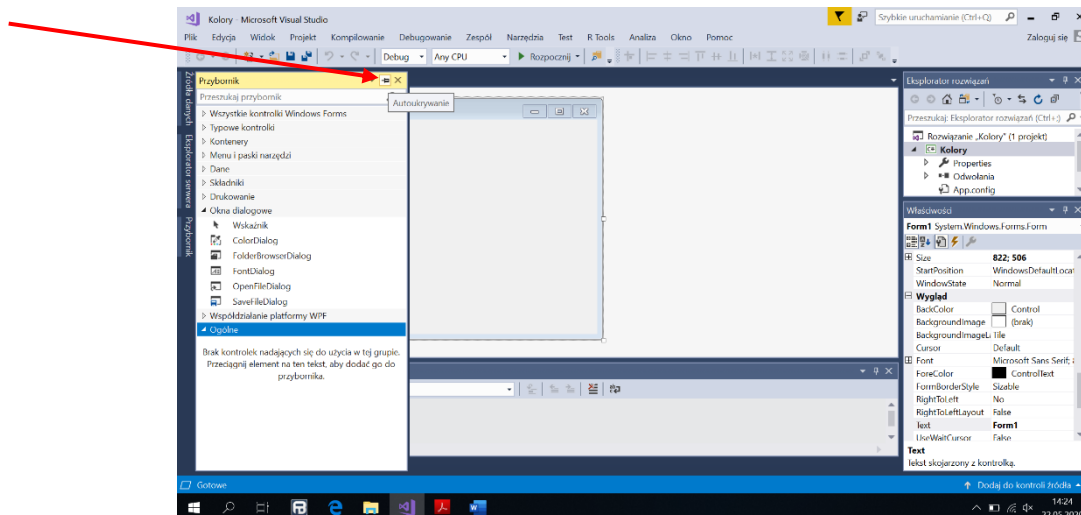 Kolory - Microsoft Visual Studio
Szybkie uruchamianie (Ctrl+Q)
Plik Edycja Widok Projekt Kompilowanie Debugowanie Zespół Narzędzia Test R Tools Analiza Okno Pomoc
Zaloguj się
Debug Any CPU Rozpocznij
Źródła danych
Eksplorator serwera
Przybornik
Przybornik
Autoukrywanie
Przeszukaj przybornik
Wszystkie kontrolki Windows Forms
Typowe kontrolki
Kontenery
Menu i paski narzędzi
Dane
Składniki
Drukowanie
Okna dialogowe
Wskaźnik
ColorDialog
FolderBrowserDialog
FontDialog
OpenFileDialog
SaveFileDialog
Współdziałanie platformy WPF
Ogólne
Brak kontrolek nadających się do użycia w tej grupie.
Przeciągnij element na ten tekst, aby dodać go do
przybornika.
Eksplorator rozwiązań
Przeszukaj: Eksplorator rozwiązań (Ctrl+;)
Rozwiązanie „Kolory" (1 projekt)
Kolory
Properties
Odwołania
App.config
Właściwości
Form1 System.Windows.Forms.Form
Size 822; 506
StartPosition WindowsDefaultLocat
WindowState Normal
Wygląd
BackColor Control
BackgroundImage (brak)
BackgroundImageLa Tile
Cursor Default
Font Microsoft Sans Serif;
ForeColor ControlText
FormBorderStyle Sizable
RightToLeft No
RightToLeftLayout False
Text Form1
UseWaitCursor False
Text
Tekst skojarzony z kontrolką.
Gotowe
Dodaj do kontroli źródła
14:24